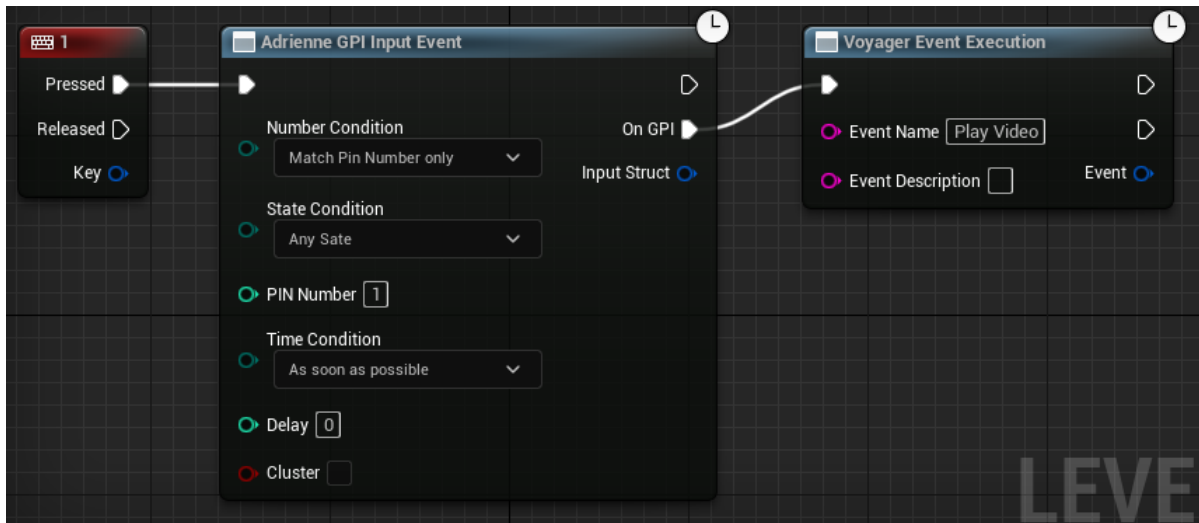 1
Pressed
Released
Key
Adrienne GPI Input Event
Number Condition
Match Pin Number only
State Condition
Any Sate
PIN Number 1
Time Condition
As soon as possible
Delay 0
Cluster
On GPI
Input Struct
Voyager Event Execution
Event Name Play Video
Event Description
Event
LEVE